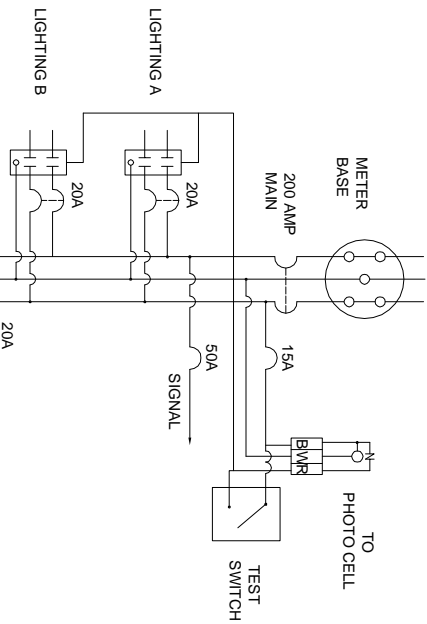 METER
BASE
N
TO
PHOTO CELL
B
W
R
200 AMP
MAIN
15A
TEST
SWITCH
50A
SIGNAL
20A
LIGHTING A
20A
LIGHTING B
20A